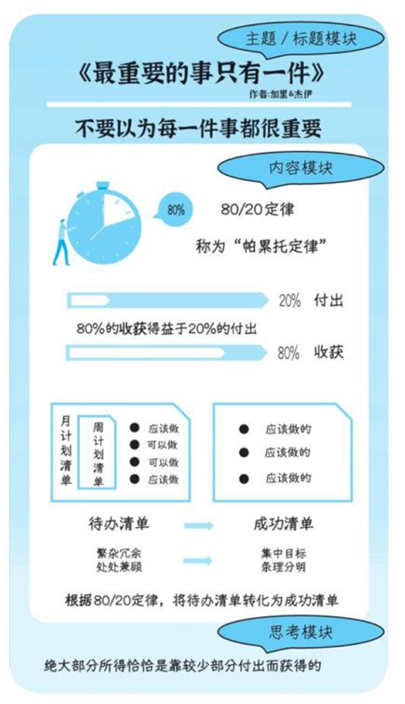 主题/标题模块
《最重要的事只有一件》
作者:加里&杰伊
不要以为每一件事都很重要
内容模块
80%
80/20定律
称为“帕累托定律”
20% 付出
80%的收获得益于20%的付出
80% 收获
月计划清单
周计划清单
● 应该做
● 可以做
● 可以做
● 应该做
● 应该做的
● 应该做的
● 应该做的
待办清单
成功清单
繁杂冗余
处处兼顾
集中目标
条理分明
根据80/20定律，将待办清单转化为成功清单
思考模块
绝大部分所得恰恰是靠较少部分付出而获得的